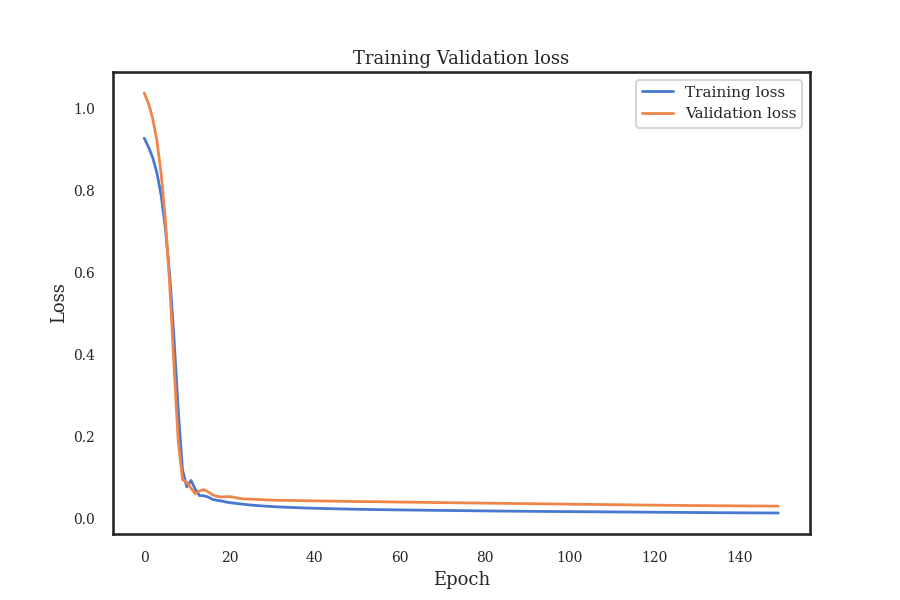 Training Validation loss
Training loss
Validation loss
1.0
0.8
0.6
0.4
0.2
0.0
Loss
0 20 40 60 80 100 120 140
Epoch